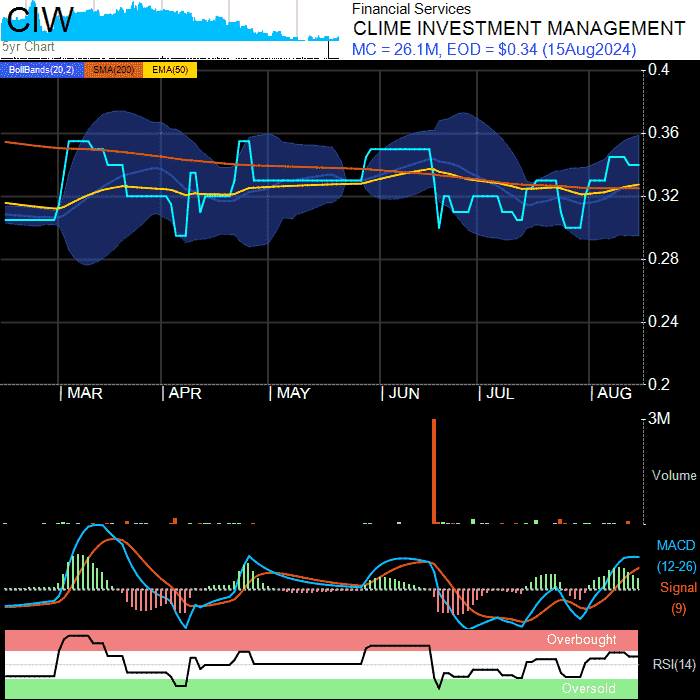 CIW
5yr Chart
Financial Services
CLIME INVESTMENT MANAGEMENT
MC = 26.1M, EOD = $0.34 (15Aug2024)
BollBands(20,2) SMA(200) EMA(50)
0.4
0.36
0.32
0.28
0.24
0.2
MAR APR MAY JUN JUL AUG
3M
Volume
MACD
(12-26)
Signal
(9)
Overbought
RSI(14)
Oversold